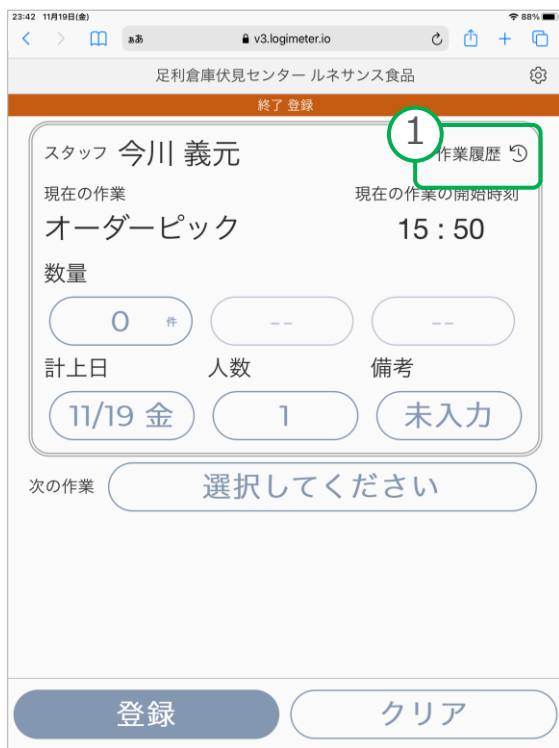 23:42 11月19日(金) 88%
ぁあ v3.logimeter.io
足利倉庫伏見センター ルネサンス食品
終了 登録
1
スタッフ 今川 義元 作業履歴
現在の作業 現在の作業の開始時刻
オーダーピック 15:50
数量
0 件 -- --
計上日 人数 備考
11/19 金 1 未入力
次の作業 選択してください
登録 クリア